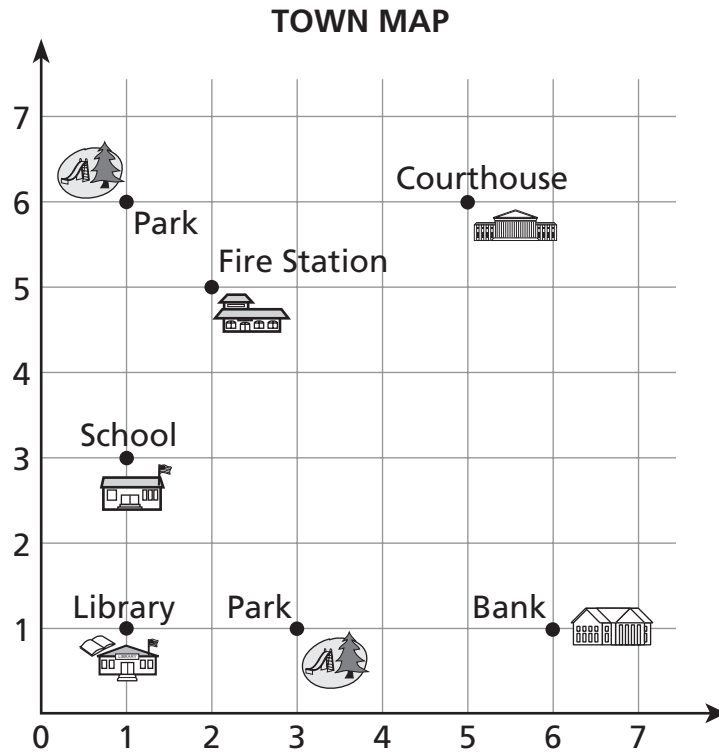 TOWN MAP
7
Courthouse
6
Park
Fire Station
5
4
School
3
2
Library Park Bank
1
LIBRARY
0 1 2 3 4 5 6 7